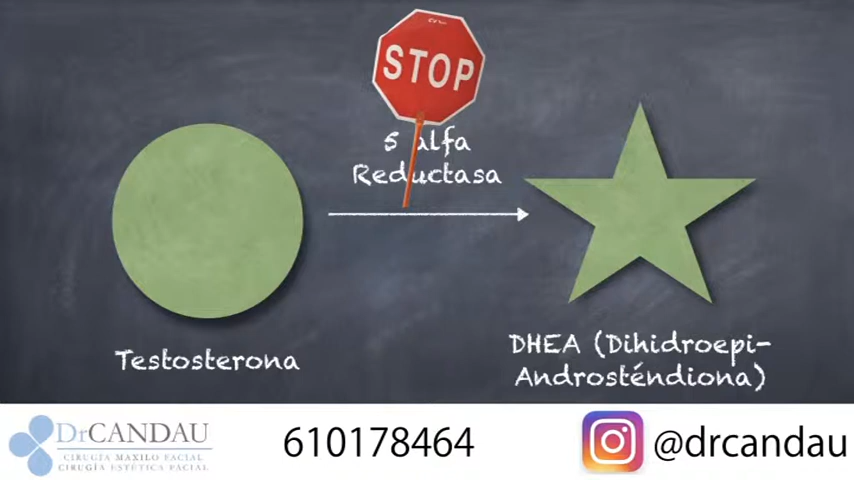 STOP
5 alfa
Reductasa
Testosterona
DHEA (Dihidroepi-
Androsténdiona)
DrCANDAU
CIRUGÍA MAXILO FACIAL
CIRUGÍA ESTÉTICA FACIAL
610178464
@drcandau